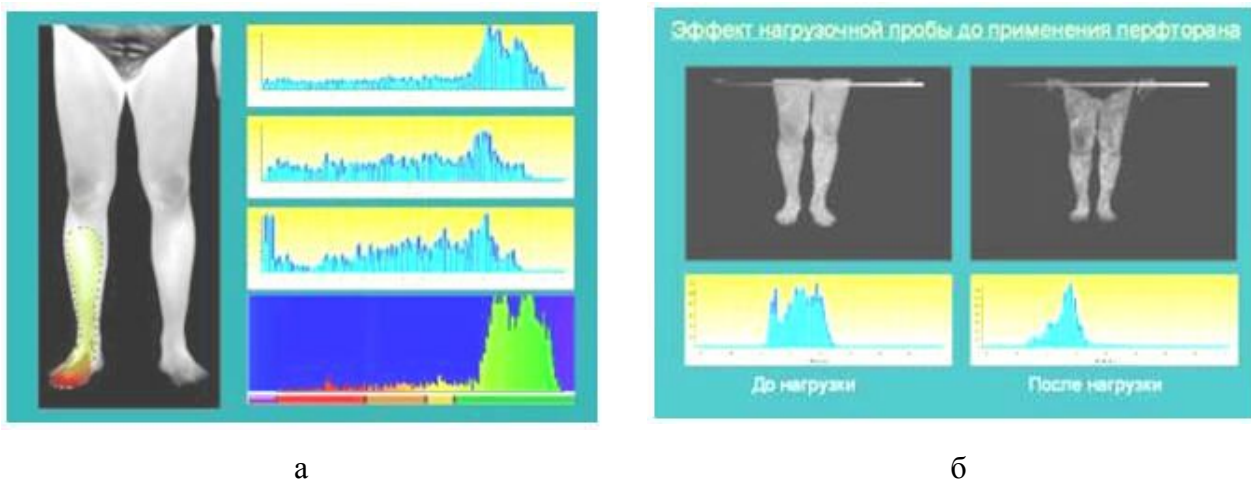 Эффект нагрузочной пробы до применения перфторана
До нагрузки
После нагрузки
а
б